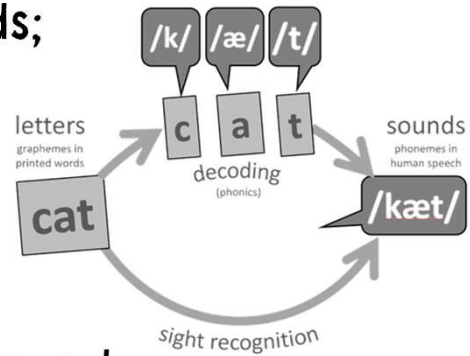 ds;
/k/ /æ/ /t/
c a t
letters
graphemes in
printed words
decoding
(phonics)
sounds
phonemes in
human speech
cat
/kæt/
sight recognition